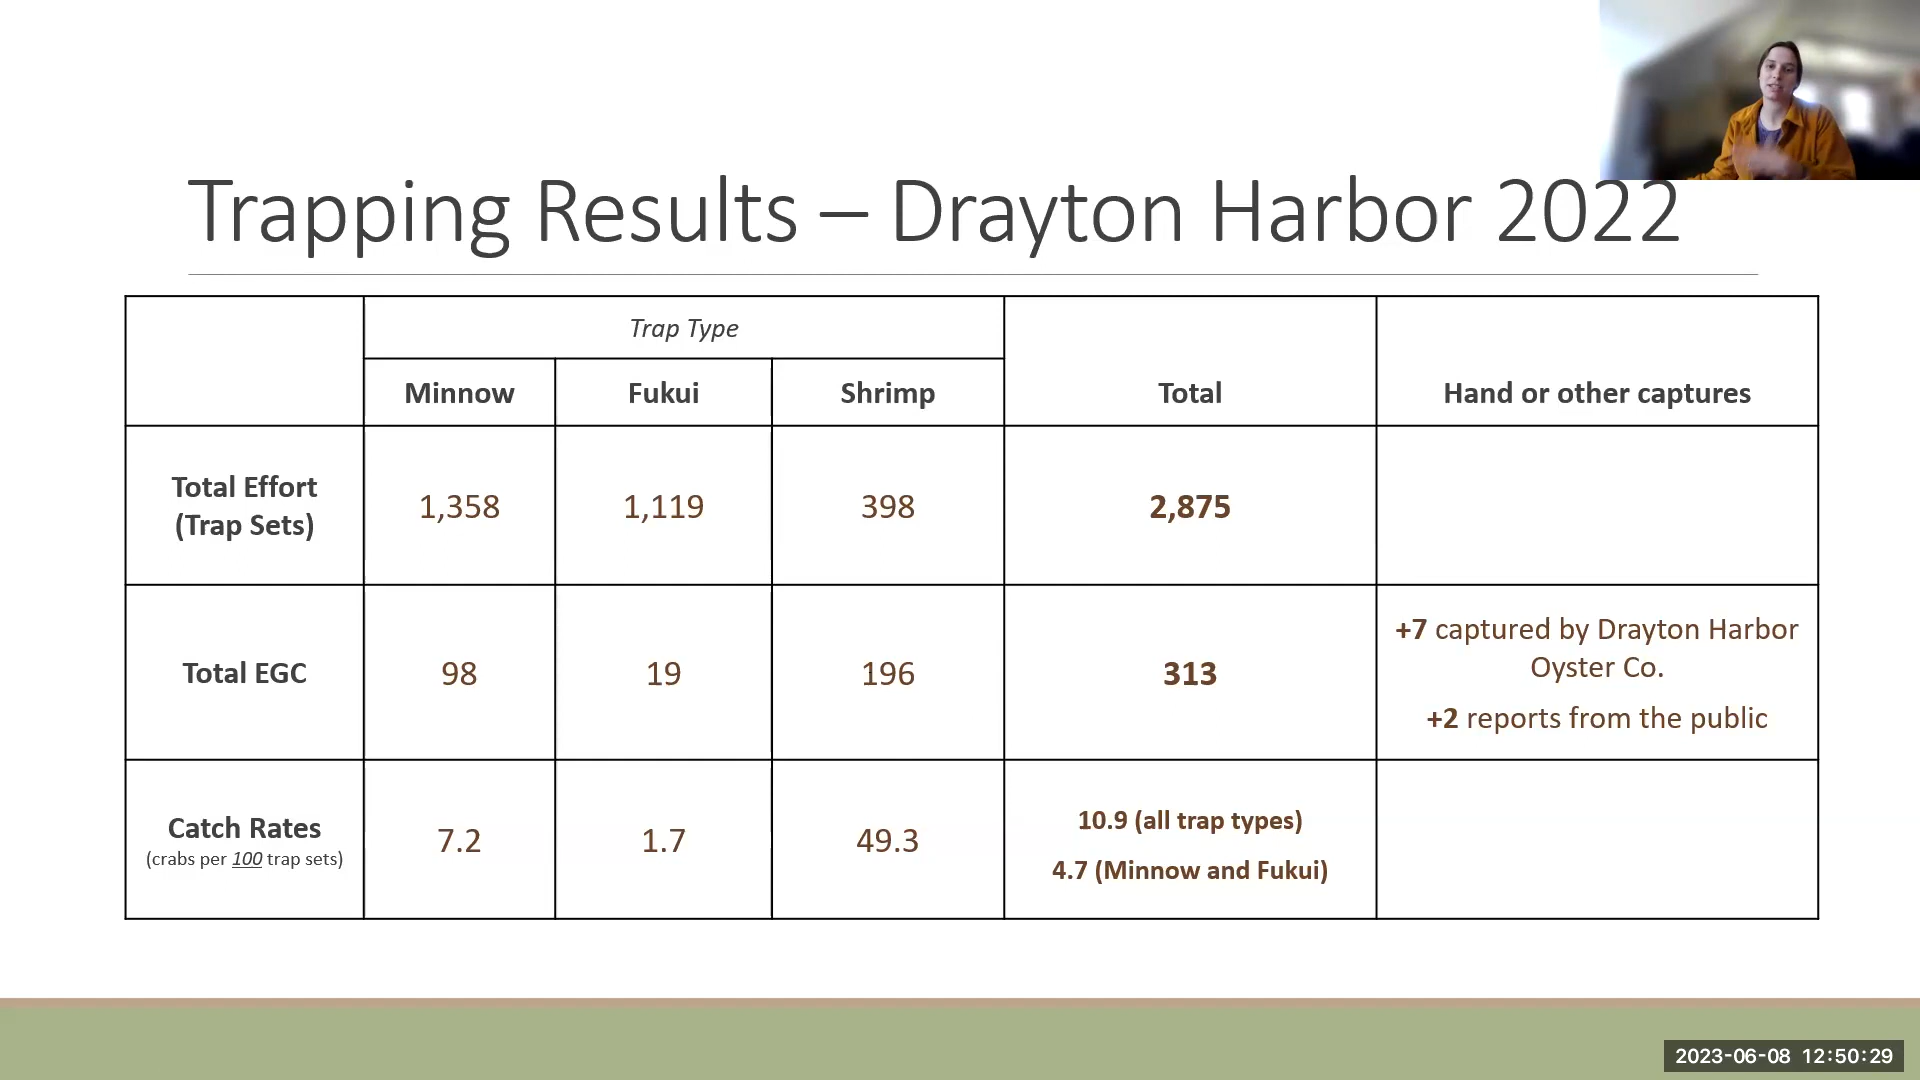 Trapping Results – Drayton Harbor 2022
Trap Type
Minnow
Fukui
Shrimp
Total
Hand or other captures
Total Effort
(Trap Sets)
1,358
1,119
398
2,875
Total EGC
98
19
196
313
+7 captured by Drayton Harbor
Oyster Co.
+2 reports from the public
Catch Rates
(crabs per 100 trap sets)
7.2
1.7
49.3
10.9 (all trap types)
4.7 (Minnow and Fukui)
2023-06-08 12:50:29